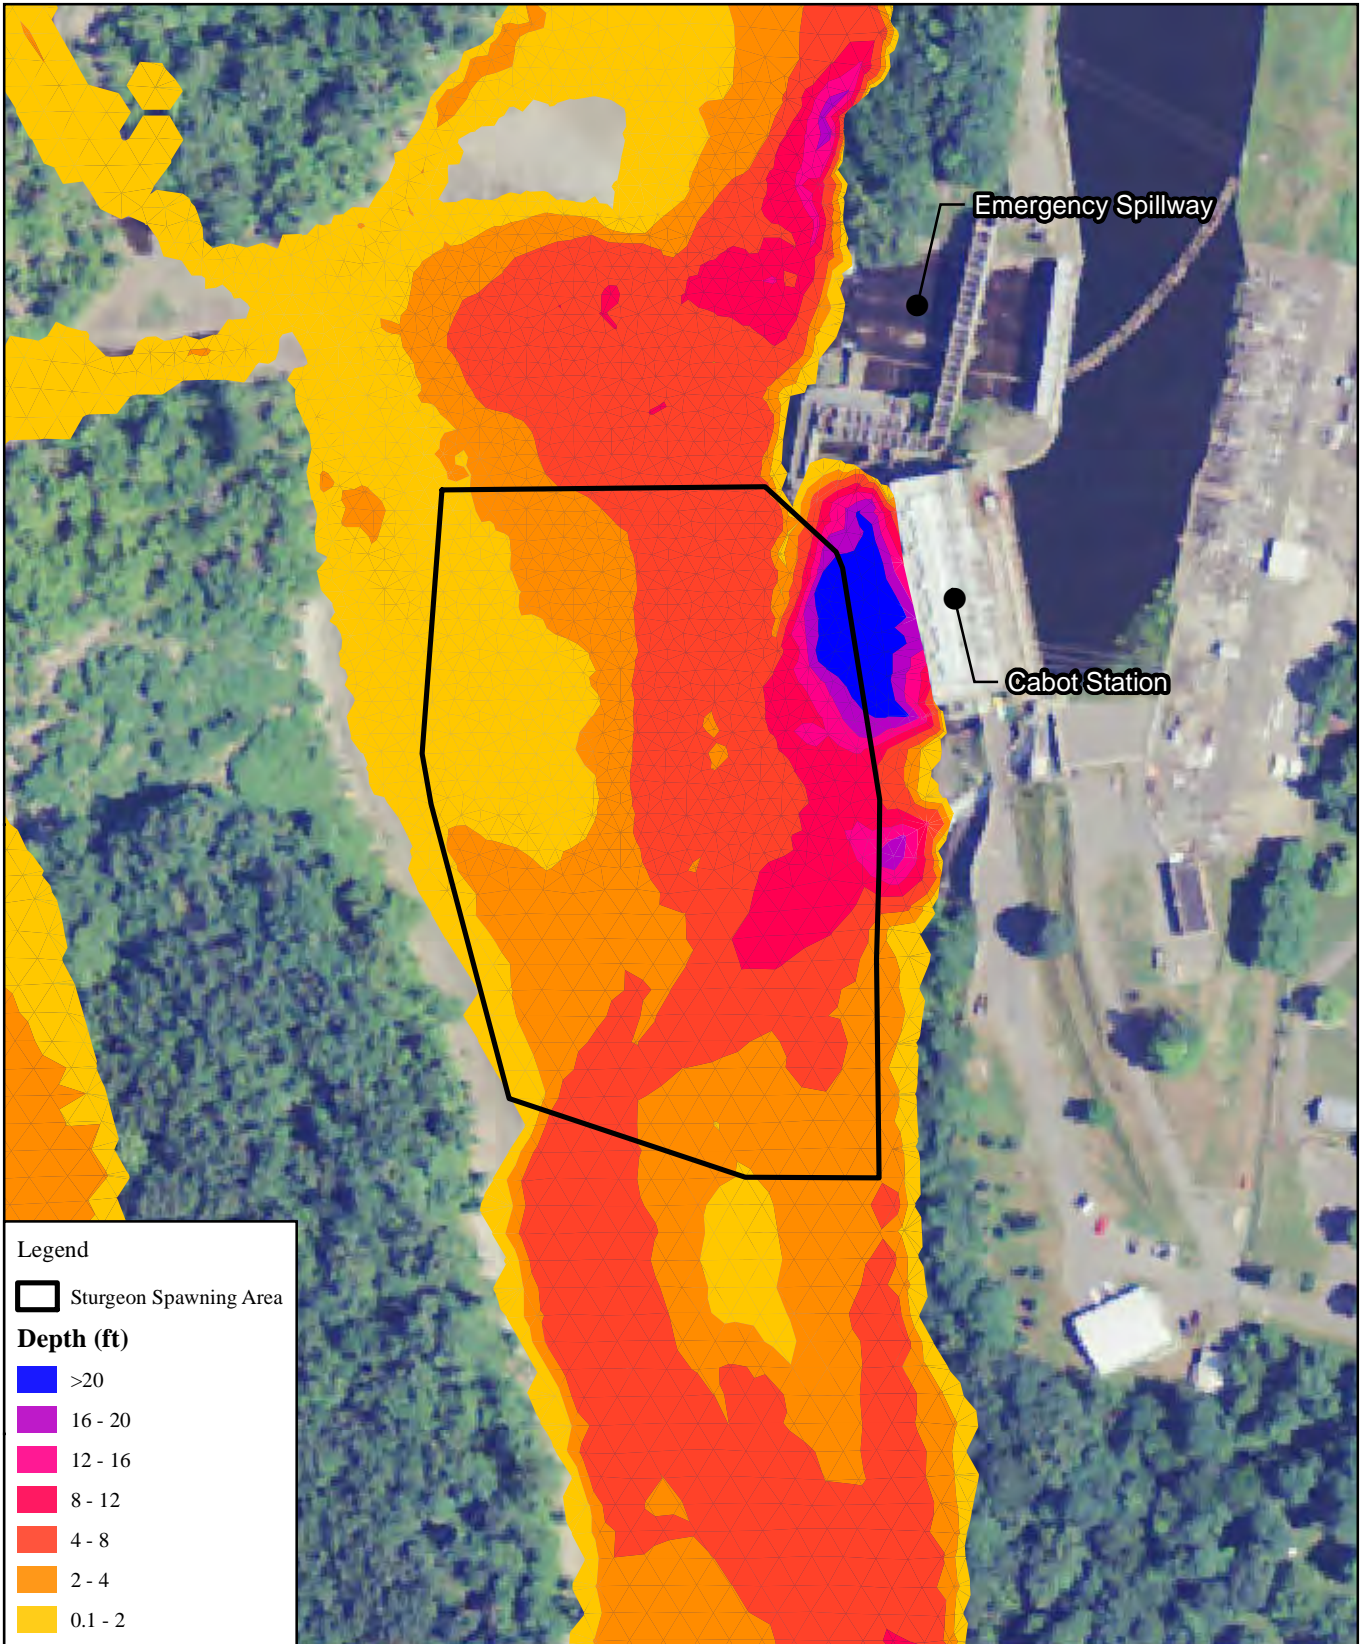 Emergency Spillway
Cabot Station
Legend
Sturgeon Spawning Area
Depth (ft)
>20
16 - 20
12 - 16
8 - 12
4 - 8
2 - 4
0.1 - 2